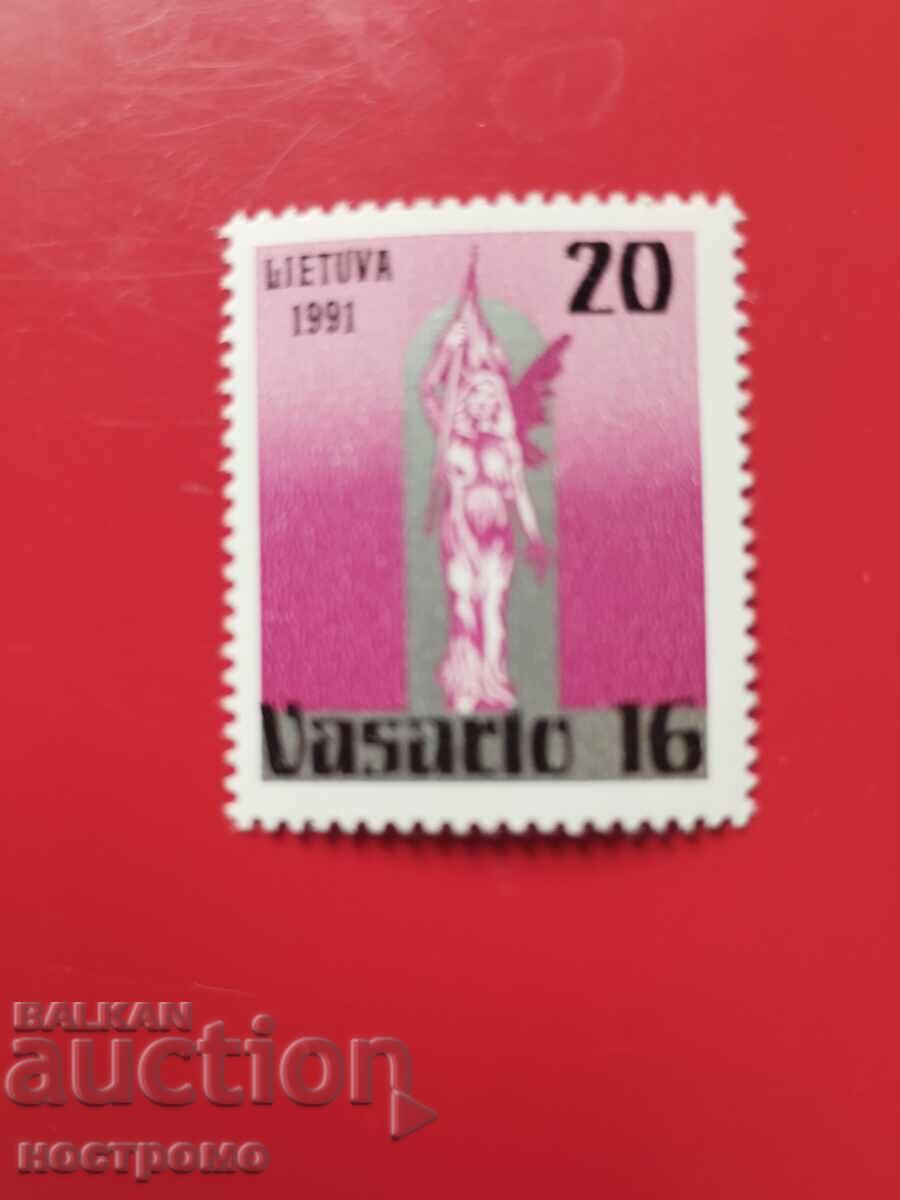 LIETUVA
1991
20
Vasario 16
BALKAN
auction
ностромо